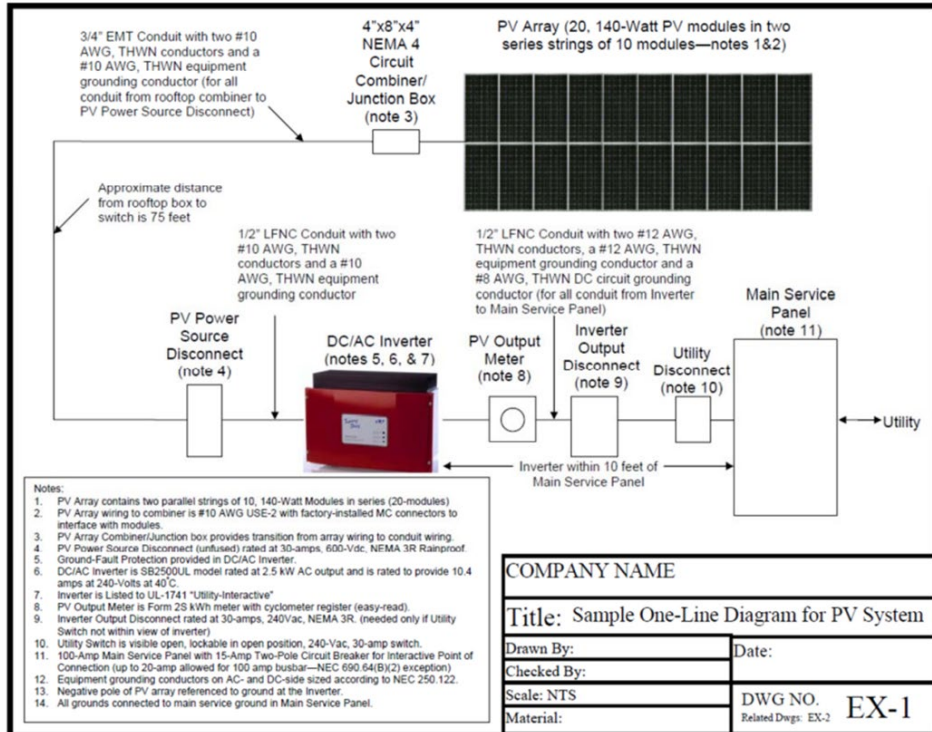 3/4" EMT Conduit with two #10
AWG, THWN conductors and a
#10 AWG, THWN equipment
grounding conductor (for all
conduit from rooftop combiner to
PV Power Source Disconnect)
4"x8"x4"
NEMA 4
Circuit
Combiner/
Junction Box
(note 3)
PV Array (20, 140-Watt PV modules in two
series strings of 10 modules—notes 1&2)
Approximate distance
from rooftop box to
switch is 75 feet
1/2" LFNC Conduit with two
#10 AWG, THWN
conductors and a #10
AWG, THWN equipment
grounding conductor
1/2" LFNC Conduit with two #12 AWG,
THWN conductors, a #12 AWG, THWN
equipment grounding conductor and a
#8 AWG, THWN DC circuit grounding
conductor (for all conduit from Inverter
to Main Service Panel)
PV Power
Source
Disconnect
(note 4)
DC/AC Inverter
(notes 5, 6, & 7)
PV Output
Meter
(note 8)
Inverter
Output
Disconnect
(note 9)
Utility
Disconnect
(note 10)
Main Service
Panel
(note 11)
Utility
Inverter within 10 feet of
Main Service Panel
Notes:
1. PV Array contains two parallel strings of 10, 140-Watt Modules in series (20-modules)
2. PV Array wiring to combiner is #10 AWG USE-2 with factory-installed MC connectors to
interface with modules.
3. PV Array Combiner/Junction box provides transition from array wiring to conduit wiring.
4. PV Power Source Disconnect (unfused) rated at 30-amps, 600-Vdc, NEMA 3R Rainproof.
5. Ground-Fault Protection provided in DC/AC Inverter.
6. DC/AC Inverter is SB2500UL model rated at 2.5 kW AC output and is rated to provide 10.4
amps at 240-Volts at 40°C.
7. Inverter is Listed to UL-1741 "Utility-Interactive"
8. PV Output Meter is Form 2S kWh meter with cyclometer register (easy-read).
9. Inverter Output Disconnect rated at 30-amps, 240Vac, NEMA 3R. (needed only if Utility
Switch not within view of inverter)
10. Utility Switch is visible open, lockable in open position, 240-Vac, 30-amp switch.
11. 100-Amp Main Service Panel with 15-Amp Two-Pole Circuit Breaker for Interactive Point of
Connection (up to 20-amp allowed for 100 amp busbar—NEC 690.64(B)(2) exception)
12. Equipment grounding conductors on AC- and DC-side sized according to NEC 250.122.
13. Negative pole of PV array referenced to ground at the Inverter.
14. All grounds connected to main service ground in Main Service Panel.
COMPANY NAME
Title: Sample One-Line Diagram for PV System
Drawn By:
Date:
Checked By:
Scale: NTS
Material:
DWG NO.
Related Dwgs: EX-2
EX-1